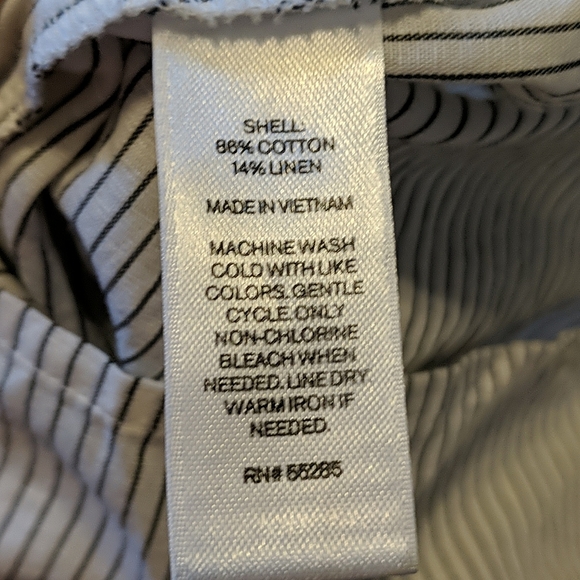 SHELL:
86% COTTON
14% LINEN
MADE IN VIETNAM
MACHINE WASH
COLD WITH LIKE
COLORS. GENTLE
CYCLE. ONLY
NON-CHLORINE
BLEACH WHEN
NEEDED. LINE DRY.
WARM IRON IF
NEEDED.
RN# 55285